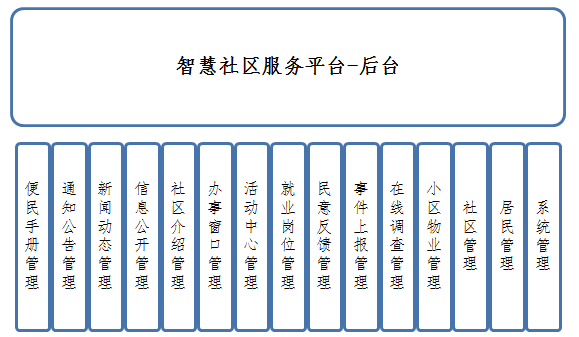 智慧社区服务平台-后台
便民手册管理
通知公告管理
新闻动态管理
信息公开管理
社区介绍管理
办事窗口管理
活动中心管理
就业岗位管理
民意反馈管理
事件上报管理
在线调查管理
小区物业管理
社区管理
居民管理
系统管理